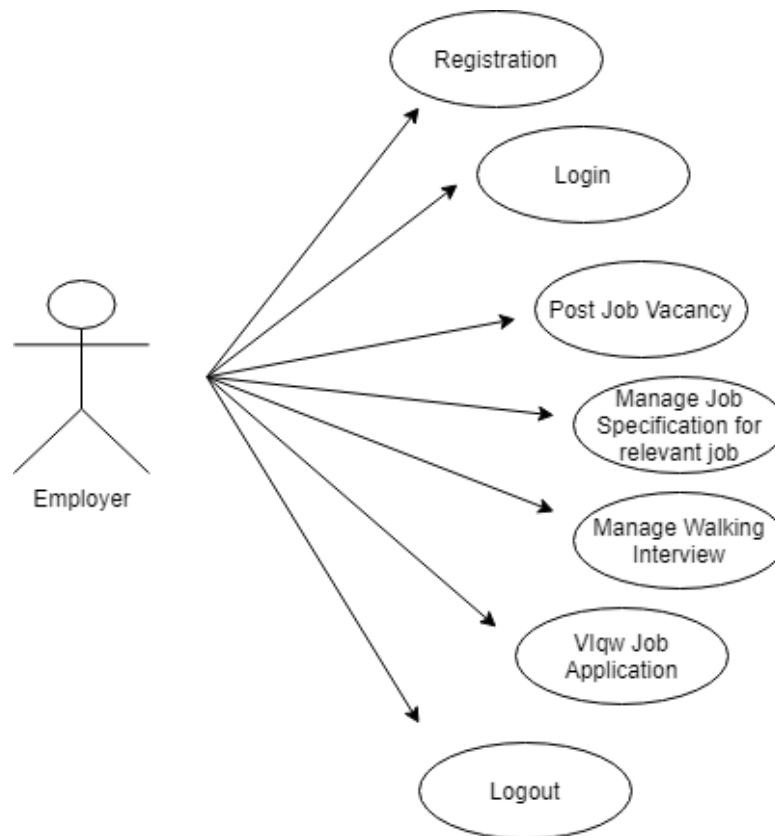 Registration
Login
Post Job Vacancy
Manage Job
Specification for
relevant job
Employer
Manage Walking
Interview
VIqw Job
Application
Logout